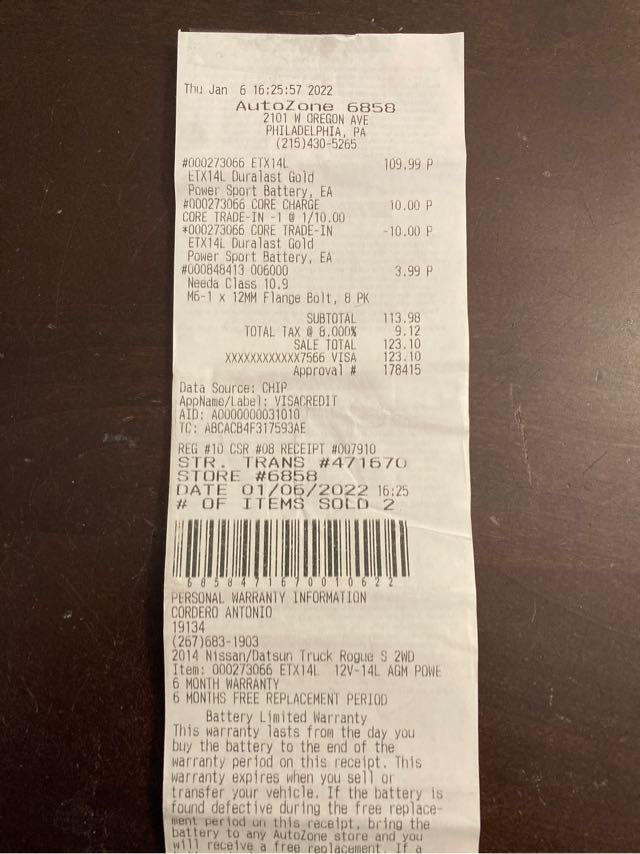 Thu Jan 6 16:25:57 2022
AutoZone 6858
2101 W OREGON AVE
PHILADELPHIA, PA
(215)430-5265
#000273066 ETX14L 109.99 P
ETX14L Duralast Gold
Power Sport Battery, EA
#000273066 CORE CHARGE 10.00 P
CORE TRADE-IN -1 @ 1/10.00
*000273066 CORE TRADE-IN -10.00 P
ETX14L Duralast Gold
Power Sport Battery, EA
#000848413 006000 3.99 P
Needa Class 10.9
M6-1 x 12MM Flange Bolt, 8 PK
SUBTOTAL 113.98
TOTAL TAX @ 8.000% 9.12
SALE TOTAL 123.10
XXXXXXXXXXXX7566 VISA 123.10
Approval # 178415
Data Source: CHIP
AppName/Label: VISACREDIT
AID: A0000000031010
TC: ABCACB4F317593AE
REG #10 CSR #08 RECEIPT #007910
STR. TRANS #471670
STORE #6858
DATE 01/06/2022 16:25
# OF ITEMS SOLD 2
6858471670010622
PERSONAL WARRANTY INFORMATION
CORDERO ANTONIO
19134
(267)683-1903
2014 Nissan/Datsun Truck Rogue S 2WD
Item: 000273066 ETX14L 12V-14L AGM POWE
6 MONTH WARRANTY
6 MONTHS FREE REPLACEMENT PERIOD
Battery Limited Warranty
This warranty lasts from the day you
buy the battery to the end of the
warranty period on this receipt. This
warranty expires when you sell or
transfer your vehicle. If the battery is
found defective during the free replace-
ment period on this receipt, bring the
battery to any AutoZone store and you
will receive a free replacement. If a